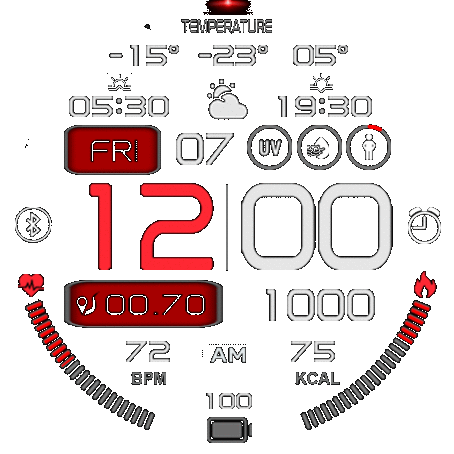 TEMPERATURE
-15° -23° 05°
05:30 19:30
FRI 07 UV
12 00
00.70 1000
72 AM 75
BPM KCAL
100